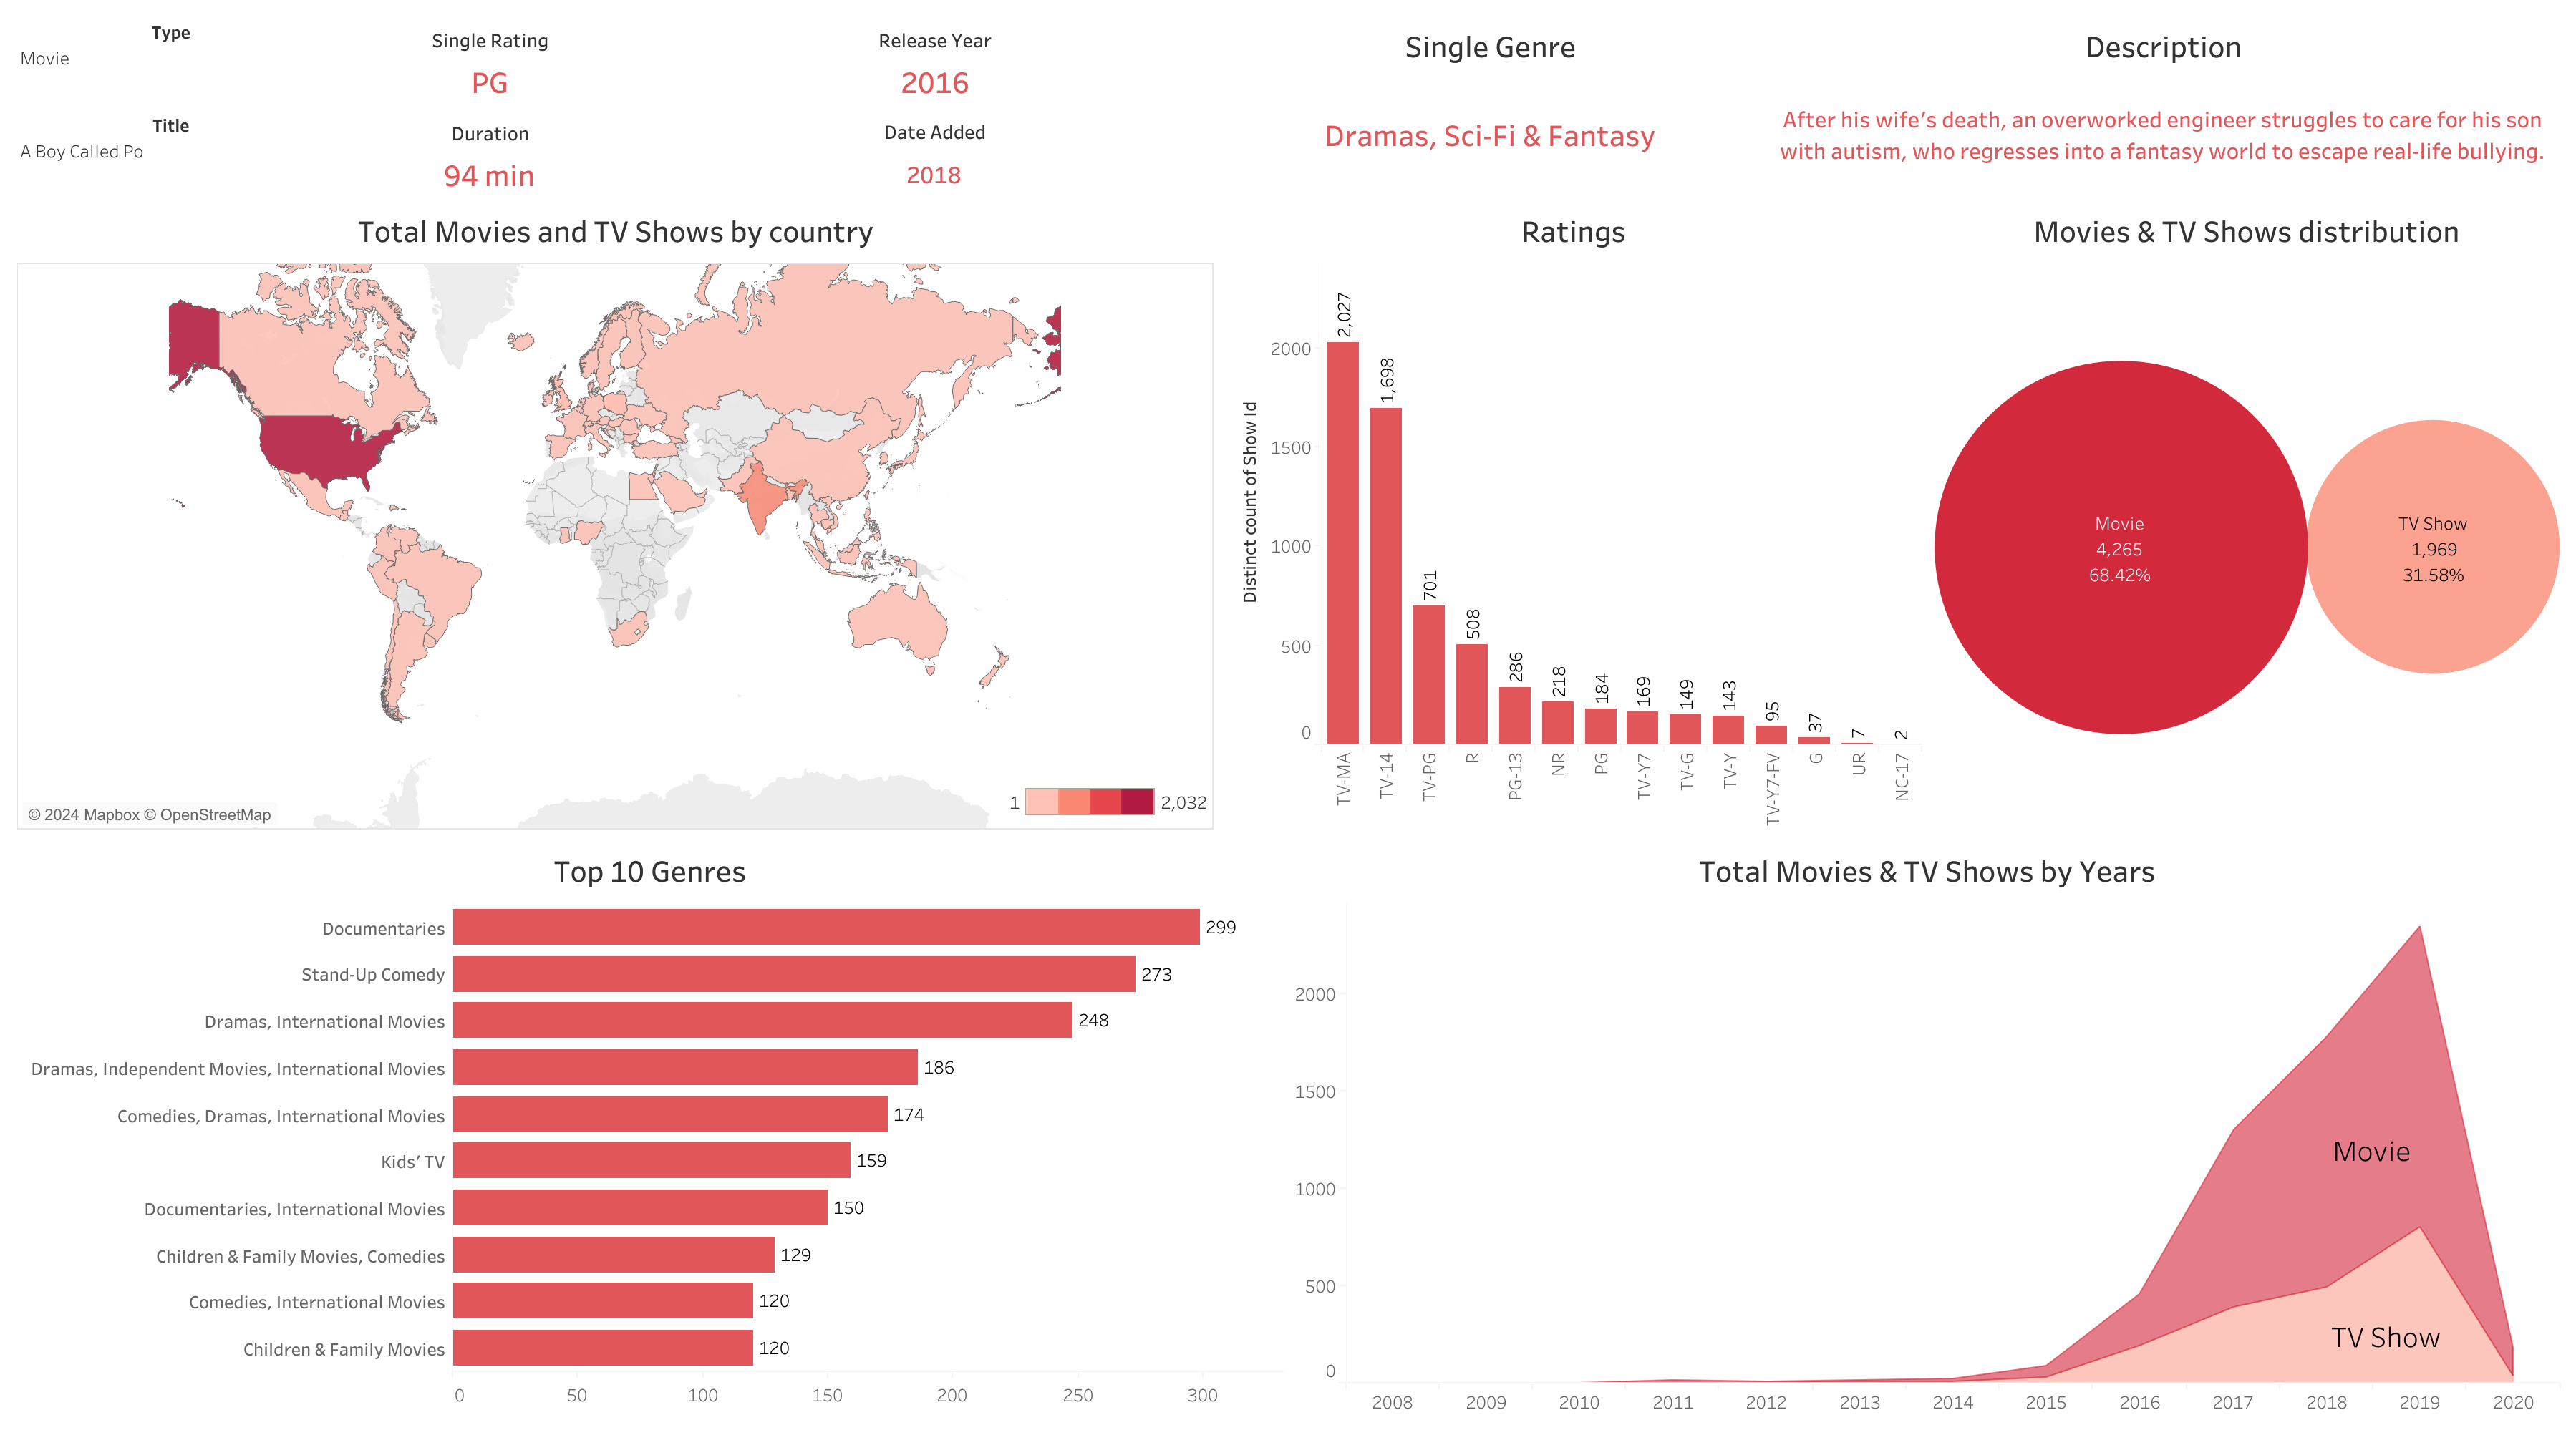 Type
Movie
Title
A Boy Called Po
Single Rating
PG
Duration
94 min
Release Year
2016
Date Added
2018
Single Genre
Dramas, Sci-Fi & Fantasy
Description
After his wife’s death, an overworked engineer struggles to care for his son
with autism, who regresses into a fantasy world to escape real-life bullying.
Total Movies and TV Shows by country
1
2,032
© 2024 Mapbox © OpenStreetMap
Ratings
Distinct count of Show Id
2000
1500
1000
500
0
2,027
1,698
701
508
286
218
184
169
149
143
95
37
7
2
TV-MA
TV-14
TV-PG
R
PG-13
NR
PG
TV-Y7
TV-G
TV-Y
TV-Y7-FV
G
UR
NC-17
Movies & TV Shows distribution
Movie
4,265
68.42%
TV Show
1,969
31.58%
Top 10 Genres
Documentaries 299
Stand-Up Comedy 273
Dramas, International Movies 248
Dramas, Independent Movies, International Movies 186
Comedies, Dramas, International Movies 174
Kids’ TV 159
Documentaries, International Movies 150
Children & Family Movies, Comedies 129
Comedies, International Movies 120
Children & Family Movies 120
0 50 100 150 200 250 300
Total Movies & TV Shows by Years
2000
1500
1000
500
0
Movie
TV Show
2008 2009 2010 2011 2012 2013 2014 2015 2016 2017 2018 2019 2020